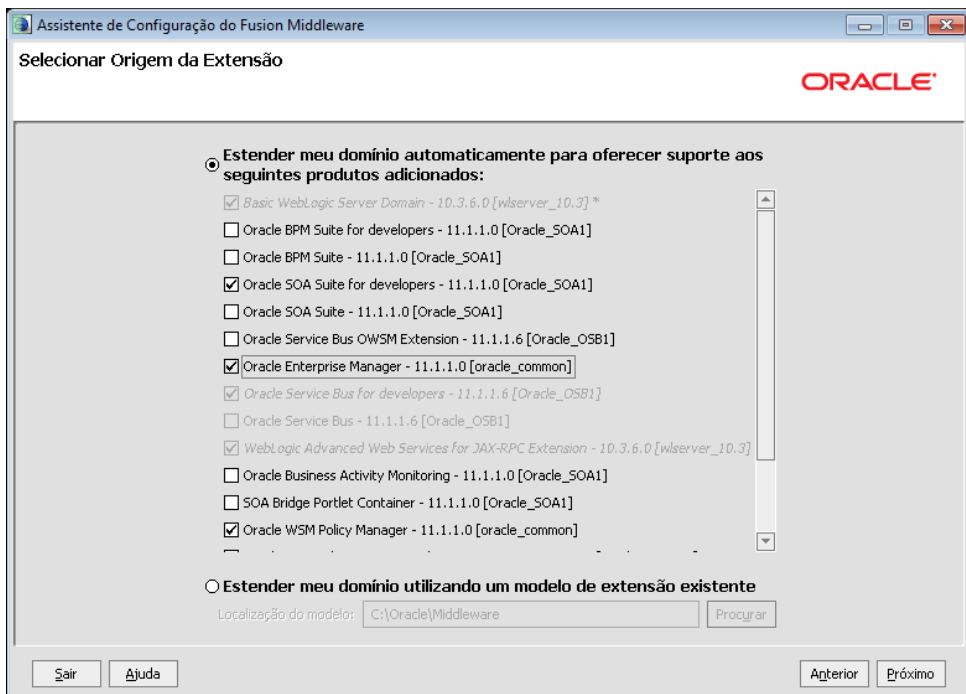 Assistente de Configuração do Fusion Middleware
Selecionar Origem da Extensão
ORACLE
Estender meu domínio automaticamente para oferecer suporte aos
seguintes produtos adicionados:
Basic WebLogic Server Domain - 10.3.6.0 [wlserver_10.3] *
Oracle BPM Suite for developers - 11.1.1.0 [Oracle_SOA1]
Oracle BPM Suite - 11.1.1.0 [Oracle_SOA1]
Oracle SOA Suite for developers - 11.1.1.0 [Oracle_SOA1]
Oracle SOA Suite - 11.1.1.0 [Oracle_SOA1]
Oracle Service Bus OWSM Extension - 11.1.1.6 [Oracle_OSB1]
Oracle Enterprise Manager - 11.1.1.0 [oracle_common]
Oracle Service Bus for developers - 11.1.1.6 [Oracle_OSB1]
Oracle Service Bus - 11.1.1.6 [Oracle_OSB1]
WebLogic Advanced Web Services for JAX-RPC Extension - 10.3.6.0 [wlserver_10.3]
Oracle Business Activity Monitoring - 11.1.1.0 [Oracle_SOA1]
SOA Bridge Portlet Container - 11.1.1.0 [Oracle_SOA1]
Oracle WSM Policy Manager - 11.1.1.0 [oracle_common]
Estender meu domínio utilizando um modelo de extensão existente
Localização do modelo: C:\Oracle\Middleware Procurar
Sair Ajuda Anterior Próximo